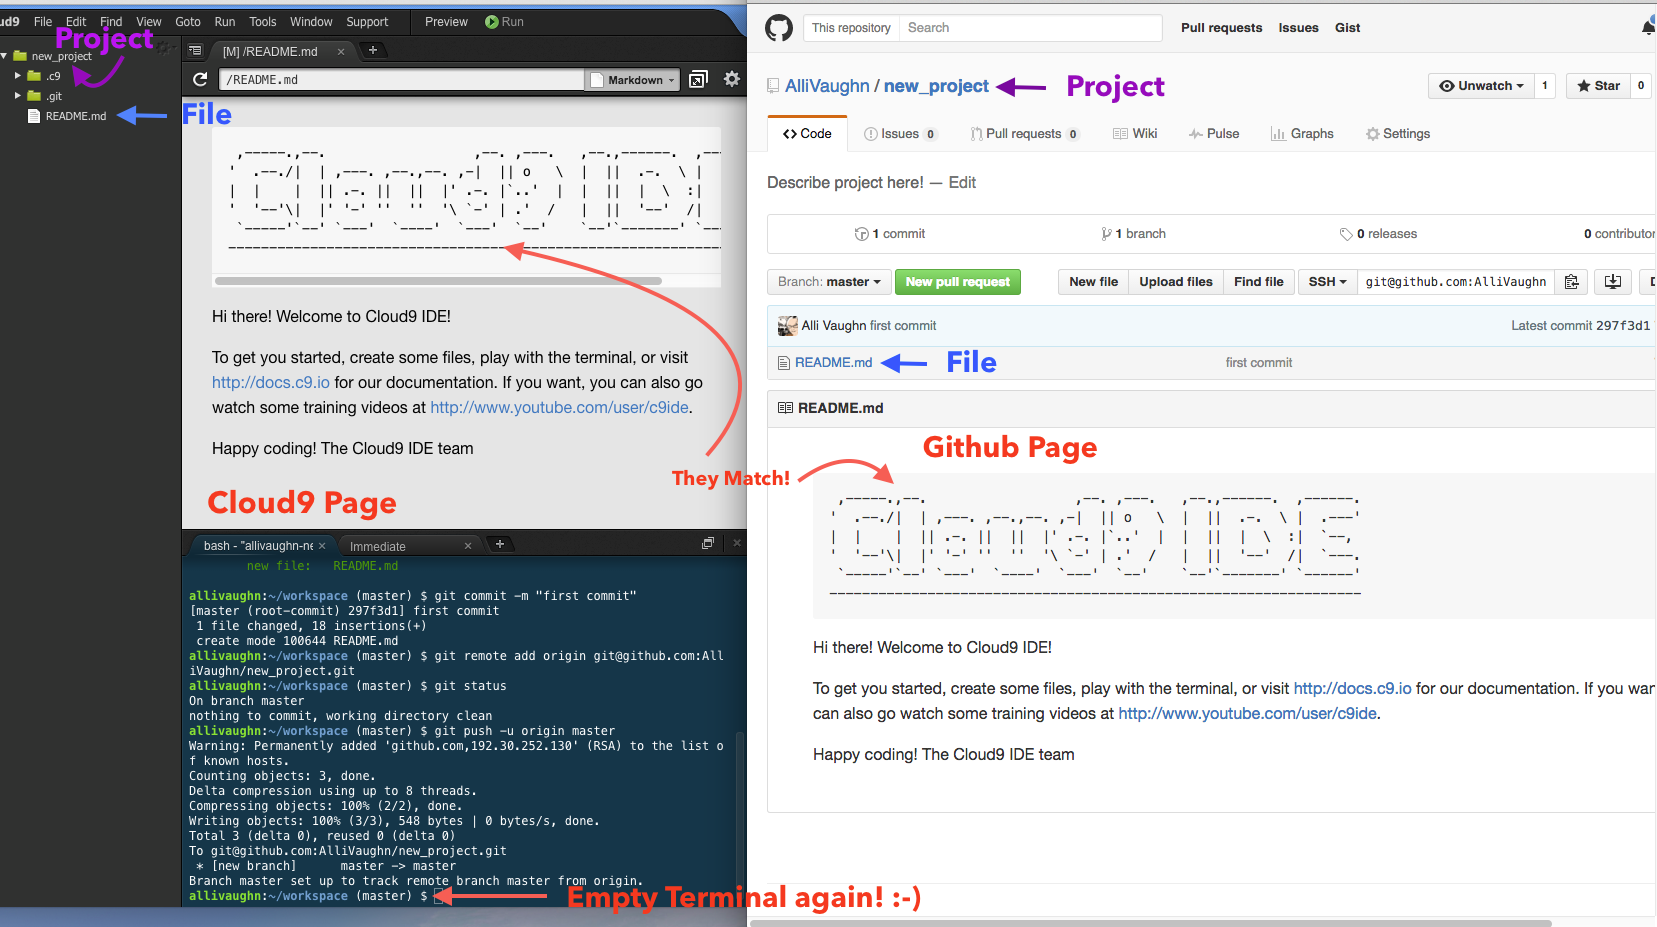 oud9 File Edit Find View Goto Run Tools Window Support Preview Run
Project
new_project
.c9
.git
README.md
File
[M] /README.md × +
/README.md Markdown
,-----.,--. ,--. ,---. ,--.,------. ,--
' .--./| | ,---. ,--.,--. ,-| || o \ | || .-. \ |
| | | || .-. || || |' .-. |`..' | | || | \ :|
' '--'\| |' '-' '' '' '\ `-' | .' / | || '--' /|
`-----'`--' `---' `----' `---' `--' `--'`-------' `--
-----------------------------------------------------------------
Hi there! Welcome to Cloud9 IDE!
To get you started, create some files, play with the terminal, or visit
http://docs.c9.io for our documentation. If you want, you can also go
watch some training videos at http://www.youtube.com/user/c9ide.
Happy coding! The Cloud9 IDE team
They Match!
Cloud9 Page
bash - "allivaughn-ne × Immediate × +
new file: README.md
allivaughn:~/workspace (master) $ git commit -m "first commit"
[master (root-commit) 297f3d1] first commit
1 file changed, 18 insertions(+)
create mode 100644 README.md
allivaughn:~/workspace (master) $ git remote add origin git@github.com:All
iVaughn/new_project.git
allivaughn:~/workspace (master) $ git status
On branch master
nothing to commit, working directory clean
allivaughn:~/workspace (master) $ git push -u origin master
Warning: Permanently added 'github.com,192.30.252.130' (RSA) to the list o
f known hosts.
Counting objects: 3, done.
Delta compression using up to 8 threads.
Compressing objects: 100% (2/2), done.
Writing objects: 100% (3/3), 548 bytes | 0 bytes/s, done.
Total 3 (delta 0), reused 0 (delta 0)
To git@github.com:AlliVaughn/new_project.git
* [new branch] master -> master
Branch master set up to track remote branch master from origin.
allivaughn:~/workspace (master) $
Empty Terminal again! :-)
This repository Search Pull requests Issues Gist
AlliVaughn / new_project
Project
Unwatch 1 Star 0
Code Issues 0 Pull requests 0 Wiki Pulse Graphs Settings
Describe project here! — Edit
1 commit 1 branch 0 releases 0 contributor
Branch: master New pull request New file Upload files Find file SSH git@github.com:AlliVaughn D
Alli Vaughn first commit Latest commit 297f3d1
README.md first commit
File
README.md
Github Page
,-----.,--. ,--. ,---. ,--.,------. ,------.
' .--./| | ,---. ,--.,--. ,-| || o \ | || .-. \ | .---'
| | | || .-. || || |' .-. |`..' | | || | \ :| `--,
' '--'\| |' '-' '' '' '\ `-' | .' / | || '--' /| `---.
`-----'`--' `---' `----' `---' `--' `--'`-------' `------'
-----------------------------------------------------------------
Hi there! Welcome to Cloud9 IDE!
To get you started, create some files, play with the terminal, or visit http://docs.c9.io for our documentation. If you wan
can also go watch some training videos at http://www.youtube.com/user/c9ide.
Happy coding! The Cloud9 IDE team